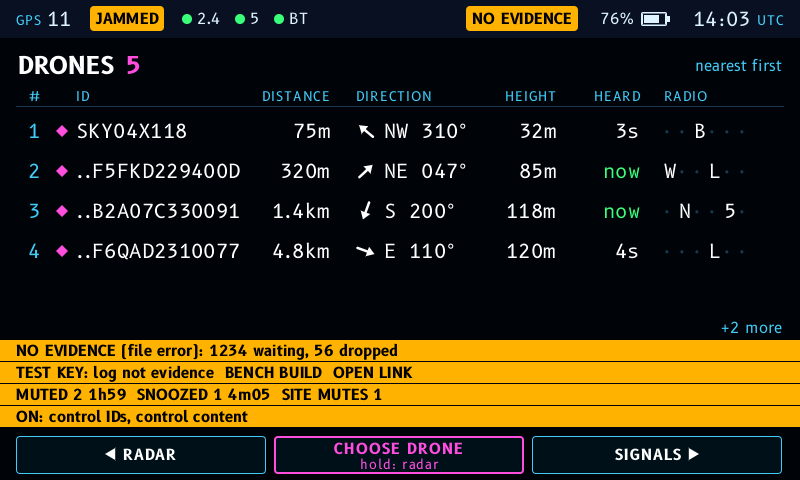 GPS 11 JAMMED 2.4 5 BT NO EVIDENCE 76% 14:03 UTC
DRONES 5 nearest first
# ID DISTANCE DIRECTION HEIGHT HEARD RADIO
1 SKY04X118 75m NW 310° 32m 3s ··B···
2 ..F5FKD229400D 320m NE 047° 85m now W··L··
3 ..B2A07C330091 1.4km S 200° 118m now ·N··5·
4 ..F6QAD2310077 4.8km E 110° 120m 4s ···L··
+2 more
NO EVIDENCE [file error]: 1234 waiting, 56 dropped
TEST KEY: log not evidence BENCH BUILD OPEN LINK
MUTED 2 1h59 SNOOZED 1 4m05 SITE MUTES 1
ON: control IDs, control content
◀ RADAR CHOOSE DRONE SIGNALS ▶
hold: radar